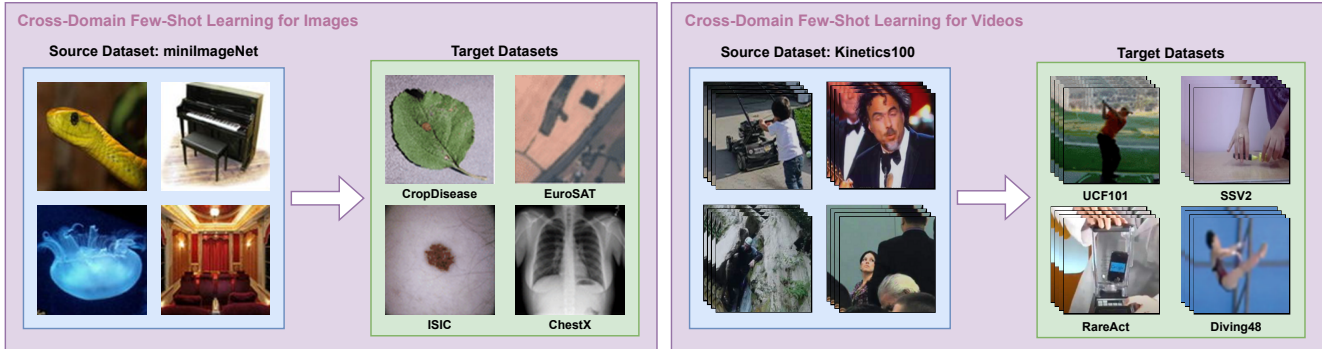 Cross-Domain Few-Shot Learning for Images
Source Dataset: miniImageNet
Target Datasets
CropDisease
EuroSAT
ISIC
ChestX
Cross-Domain Few-Shot Learning for Videos
Source Dataset: Kinetics100
Target Datasets
UCF101
SSV2
RareAct
Diving48